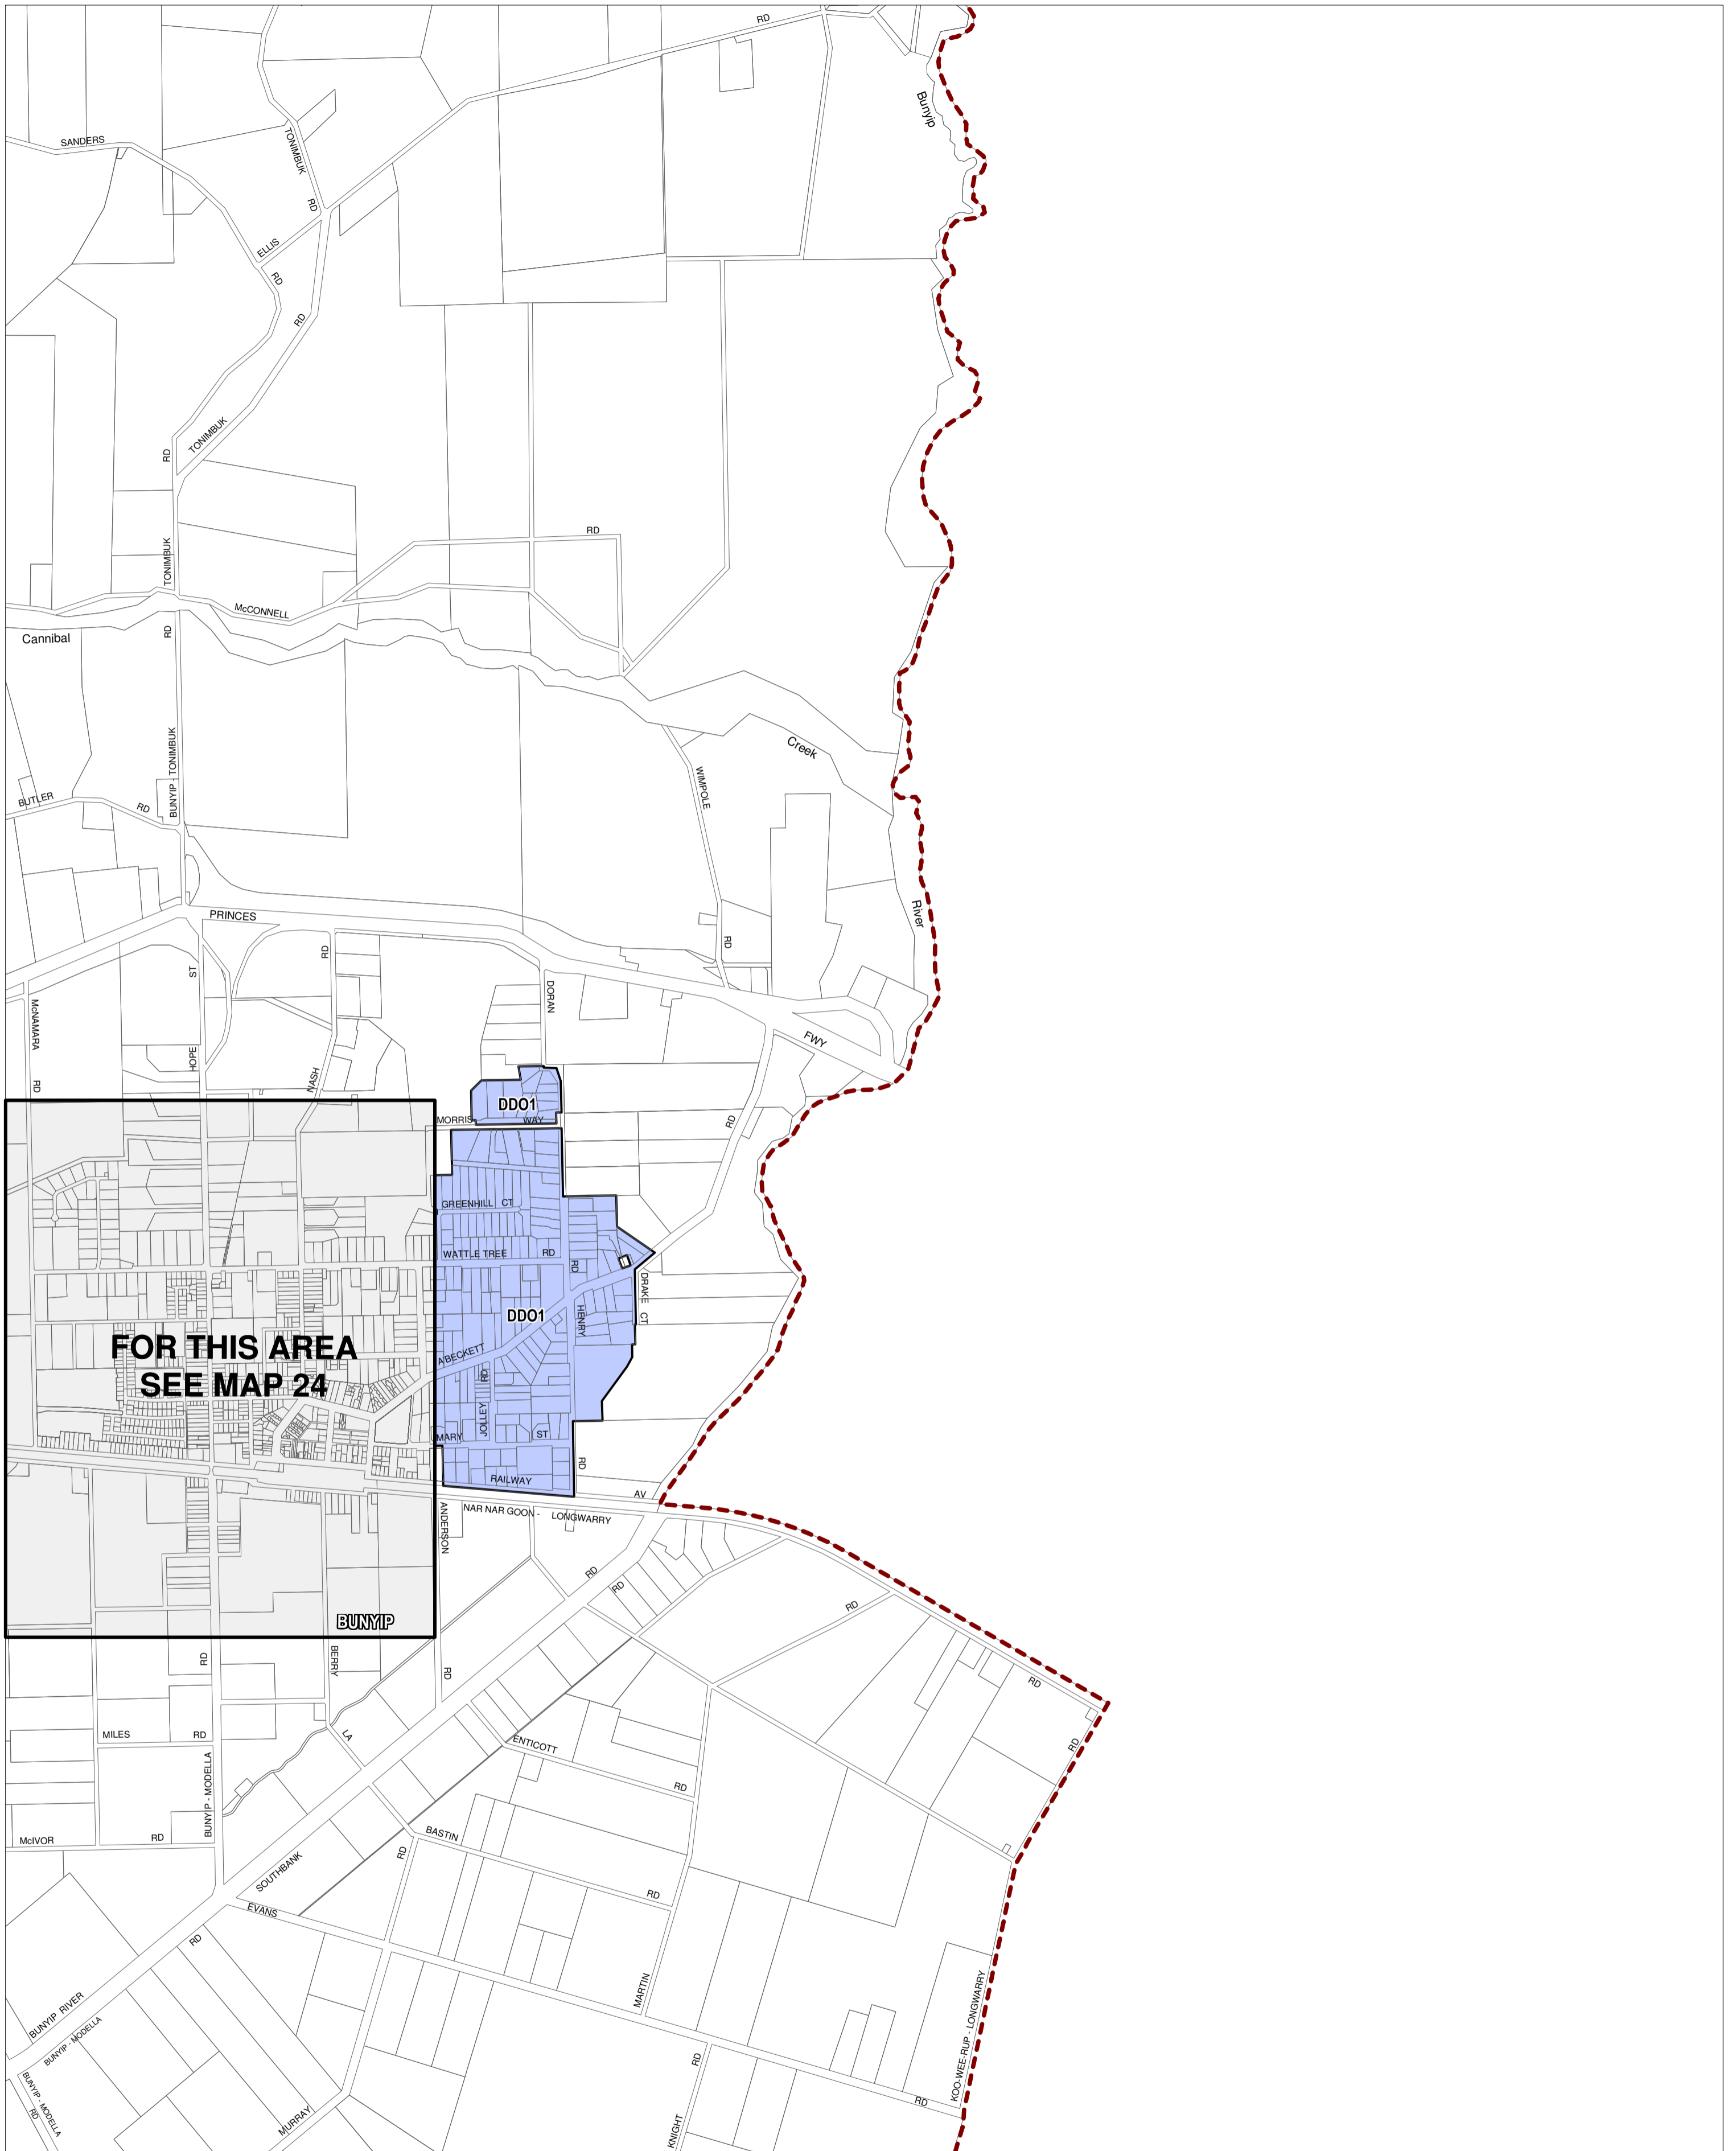 RD
Bunyip
SANDERS
TONIMBUK
RD
ELLIS
RD
RD
TONIMBUK
RD
RD
TONIMBUK
McCONNELL
RD
Cannibal
BUNYIP - TONIMBUK
Creek
WIMPOLE
BUTLER
RD
River
PRINCES
RD
RD
ST
DORAN
McNAMARA
FWY
HOPE
NASH
RD
DDO1
MORRIS WAY
RD
GREENHILL CT
WATTLE TREE RD
RD
DRAKE CT
DDO1
HENRY
FOR THIS AREA
SEE MAP 24
A'BECKETT
RD
JOLLEY
MARY ST
RD
RAILWAY
AV
NAR NAR GOON - LONGWARRY
ANDERSON
RD
RD
RD
BUNYIP
RD
BERRY
RD
RD
LA
MILES RD
ENTICOTT
RD
RD
BUNYIP - MODELLA
McIVOR RD
BASTIN
RD
SOUTHBANK
RD
EVANS
RD
MARTIN
KOO-WEE-RUP - LONGWARRY
BUNYIP RIVER
BUNYIP - MODELLA
RD
BUNYIP - MODELLA
RD
MURRAY
RD
KNIGHT